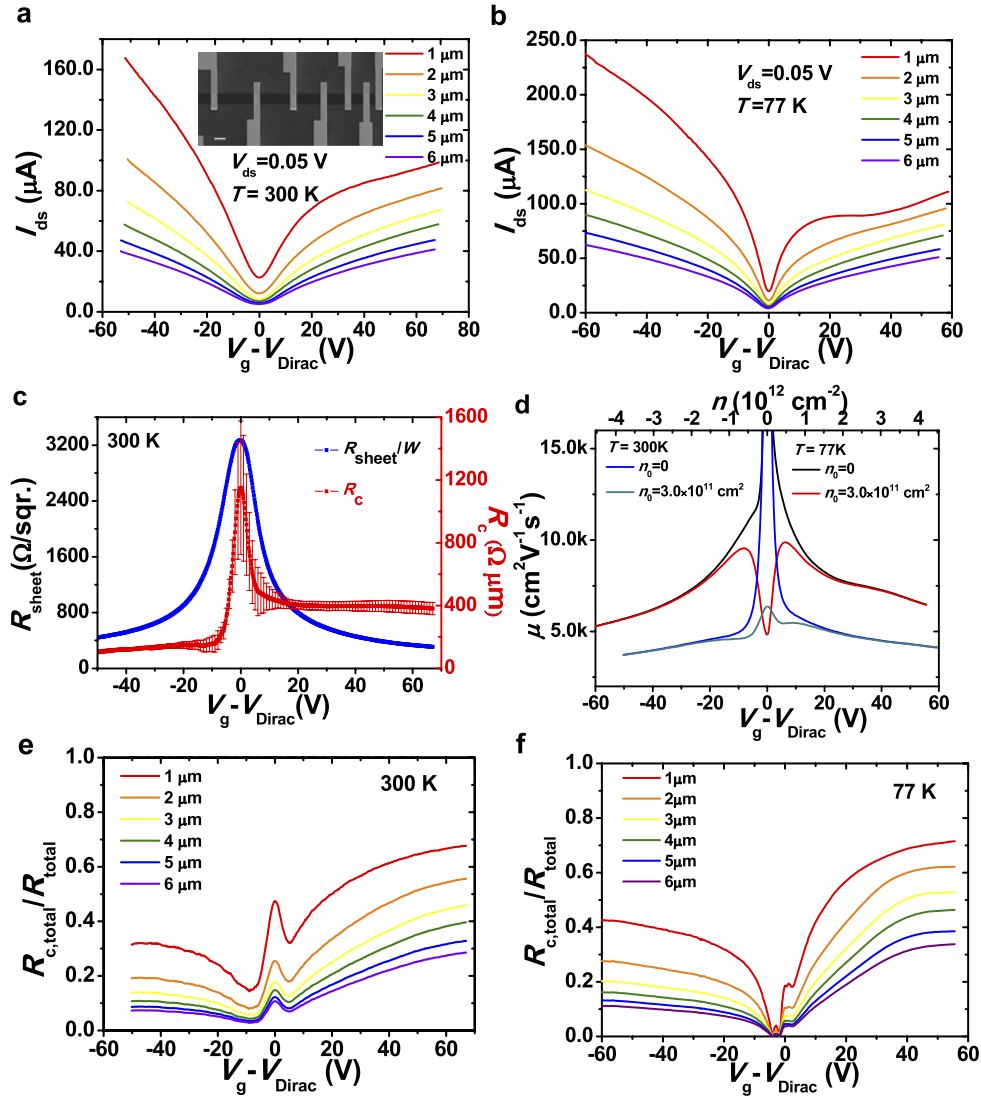 a
160.0
120.0
80.0
40.0
0.0
I_ds (µA)
1 µm
2 µm
3 µm
4 µm
5 µm
6 µm
V_ds=0.05 V
T = 300 K
-60 -40 -20 0 20 40 60 80
V_g - V_Dirac (V)
b
250.0
200.0
150.0
100.0
50.0
0.0
I_ds (µA)
V_ds=0.05 V
T=77 K
1 µm
2 µm
3 µm
4 µm
5 µm
6 µm
-60 -40 -20 0 20 40 60
V_g - V_Dirac (V)
c
300 K
3200
2400
1600
800
0
R_sheet (Ω/sqr.)
R_sheet/W
R_c
1600
1200
800
400
0
R_c (Ω µm)
-40 -20 0 20 40 60
V_g - V_Dirac (V)
d
n (10^12 cm^-2)
-4 -3 -2 -1 0 1 2 3 4
15.0k
10.0k
5.0k
µ (cm²V^-1s^-1)
T = 300K
n_0=0
n_0=3.0×10^11 cm²
T = 77K
n_0=0
n_0=3.0×10^11 cm²
-60 -40 -20 0 20 40 60
V_g - V_Dirac (V)
e
1.0
0.8
0.6
0.4
0.2
0.0
R_c,total/R_total
1 µm
2 µm
3 µm
4 µm
5 µm
6 µm
300 K
-60 -40 -20 0 20 40 60
V_g - V_Dirac (V)
f
1.0
0.8
0.6
0.4
0.2
0.0
R_c,total/R_total
1µm
2µm
3µm
4µm
5µm
6µm
77 K
-60 -40 -20 0 20 40 60
V_g - V_Dirac (V)